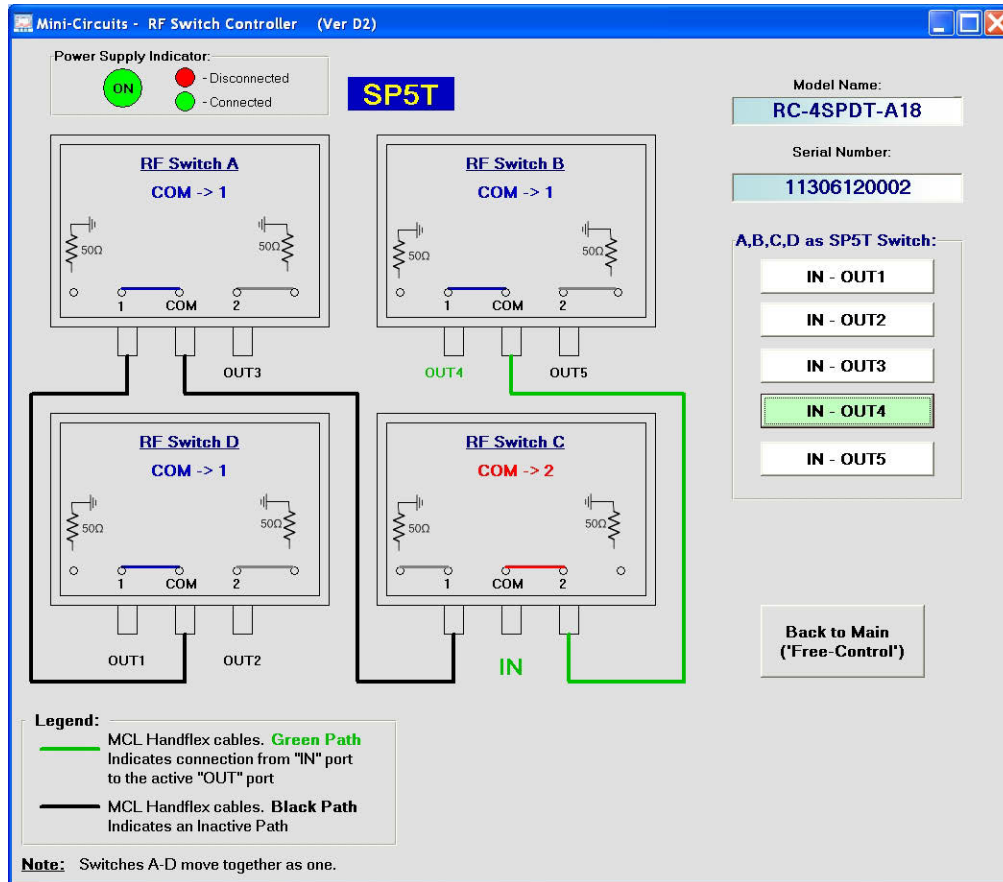 Mini-Circuits - RF Switch Controller (Ver D2)
Power Supply Indicator:
ON
- Disconnected
- Connected
SP5T
Model Name:
RC-4SPDT-A18
Serial Number:
11306120002
RF Switch A
COM -> 1
50Ω
50Ω
1 COM 2
OUT3
RF Switch B
COM -> 1
50Ω
50Ω
1 COM 2
OUT4
OUT5
A,B,C,D as SP5T Switch:
IN - OUT1
IN - OUT2
IN - OUT3
IN - OUT4
IN - OUT5
RF Switch D
COM -> 1
50Ω
50Ω
1 COM 2
OUT1
OUT2
RF Switch C
COM -> 2
50Ω
50Ω
1 COM 2
IN
Back to Main
('Free-Control')
Legend:
MCL Handflex cables. Green Path
Indicates connection from "IN" port
to the active "OUT" port
MCL Handflex cables. Black Path
Indicates an Inactive Path
Note: Switches A-D move together as one.